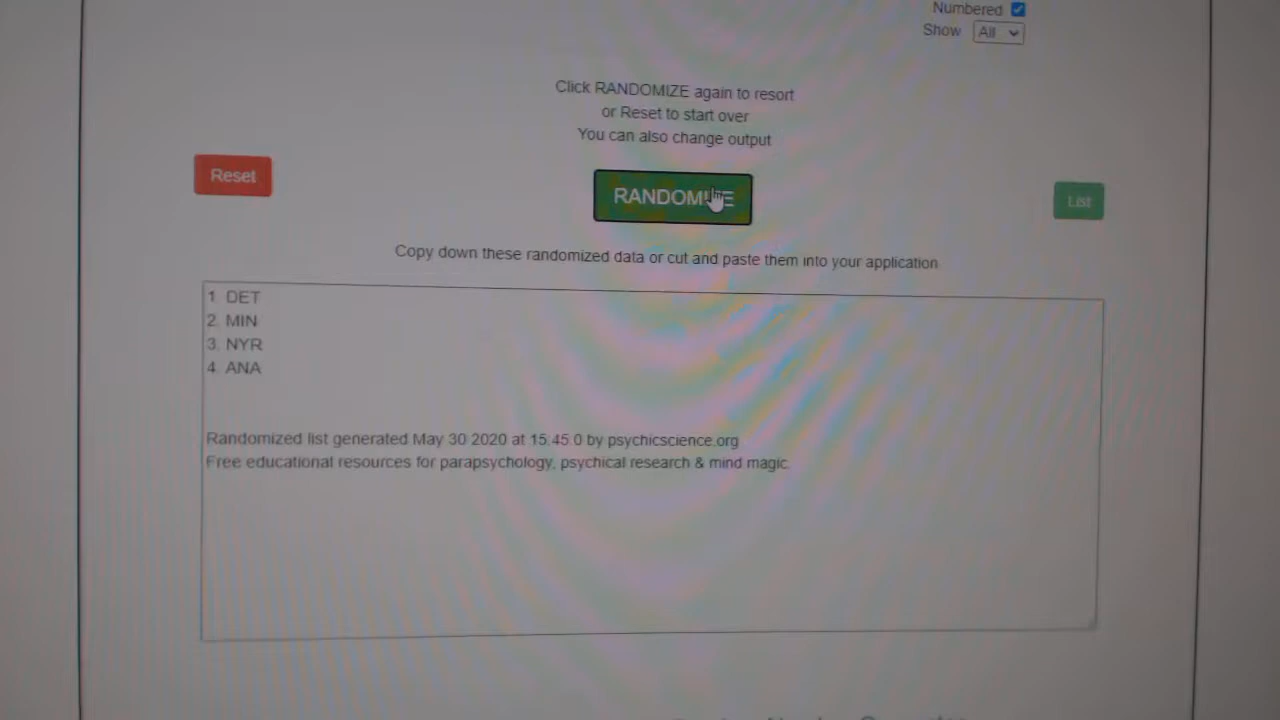 Numbered
Show All
Click RANDOMIZE again to resort
or Reset to start over
You can also change output
Reset
RANDOMIZE
List
Copy down these randomized data or cut and paste them into your application
1. DET
2. MIN
3. NYR
4. ANA
Randomized list generated May 30 2020 at 15:45:0 by psychicscience.org
Free educational resources for parapsychology, psychical research & mind magic.